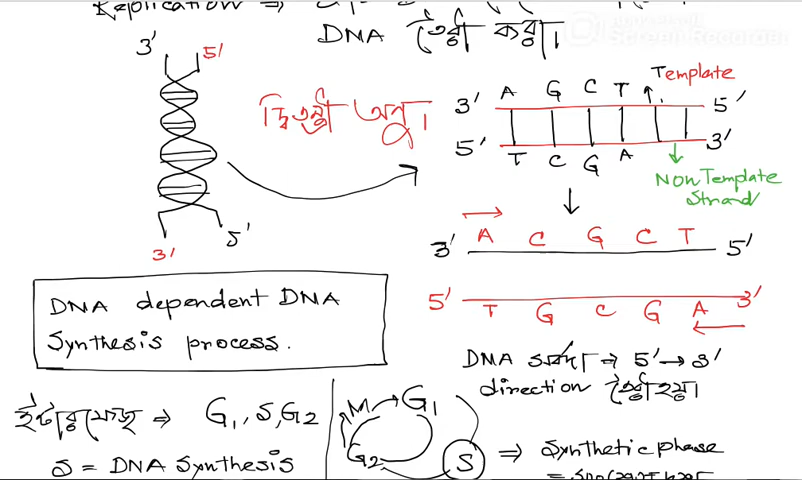 Replication ⇒
DNA তৈরী করা।
3' 5'
দ্বিতন্ত্রী অনু।
Template
A G C T
3' 5'
5' 3'
T C G A
Non Template
Strand
3' 5'
A C G C T
3' 5'
5' 3'
T G C G A
DNA dependent DNA
Synthesis process.
DNA সবসময় ⇒ 5' → 3'
direction তৈরী হয়।
ইন্টারফেজ ⇒ G1, S, G2
S = DNA Synthesis
M G1
G2 S
⇒ Synthetic phase